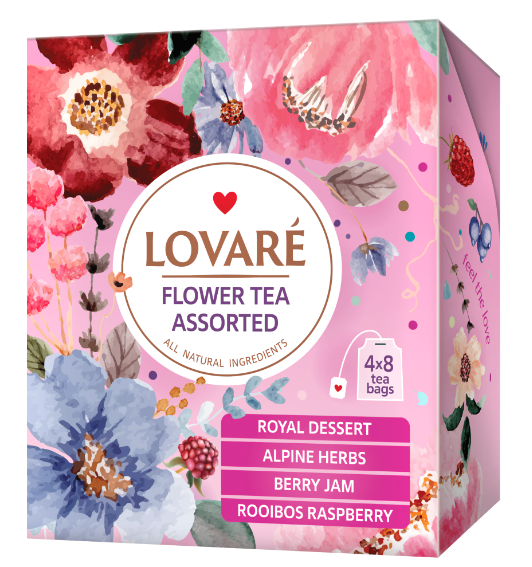 LOVARÉ
FLOWER TEA
ASSORTED
ALL NATURAL INGREDIENTS
4x8
tea
bags
ROYAL DESSERT
ALPINE HERBS
BERRY JAM
ROOIBOS RASPBERRY
feel the love